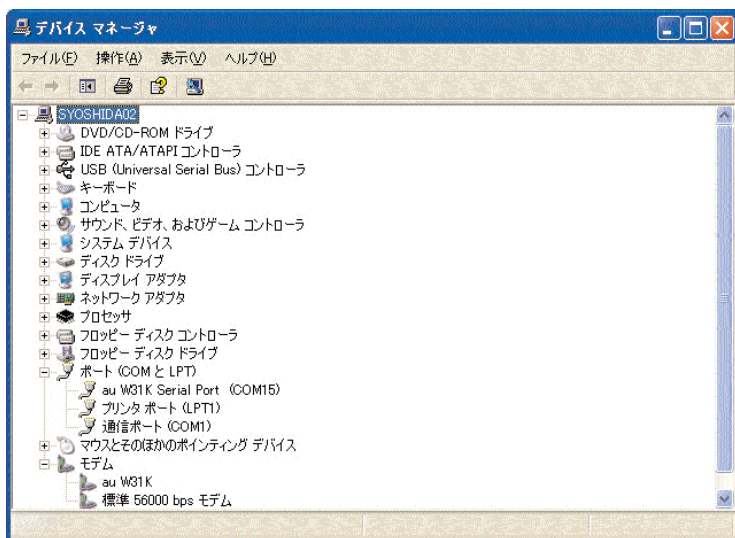 デバイス マネージャ
ファイル(F) 操作(A) 表示(V) ヘルプ(H)
SYOSHIDA02
DVD/CD-ROM ドライブ
IDE ATA/ATAPI コントローラ
USB (Universal Serial Bus) コントローラ
キーボード
コンピュータ
サウンド、ビデオ、およびゲーム コントローラ
システム デバイス
ディスク ドライブ
ディスプレイ アダプタ
ネットワーク アダプタ
プロセッサ
フロッピー ディスク コントローラ
フロッピー ディスク ドライブ
ポート (COM と LPT)
au W31K Serial Port (COM15)
プリンタ ポート (LPT1)
通信ポート (COM1)
マウスとそのほかのポインティング デバイス
モデム
au W31K
標準 56000 bps モデム